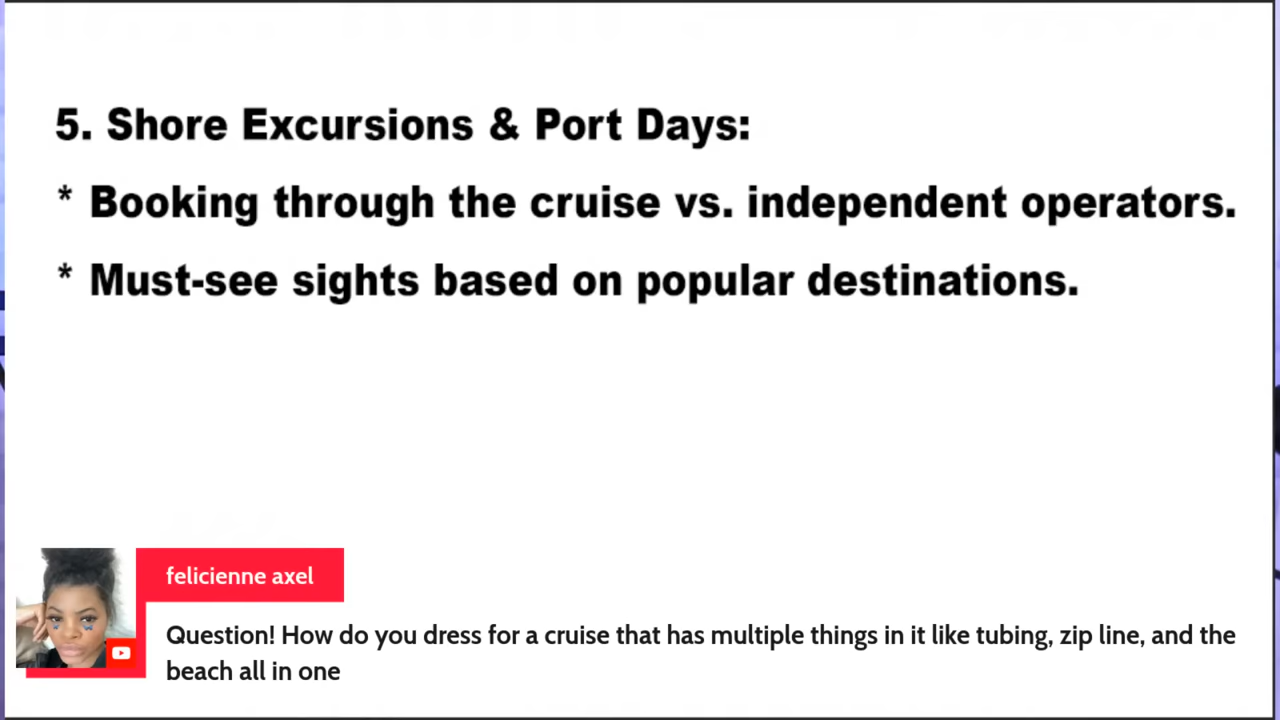 5. Shore Excursions & Port Days:
* Booking through the cruise vs. independent operators.
* Must-see sights based on popular destinations.
felicienne axel
Question! How do you dress for a cruise that has multiple things in it like tubing, zip line, and the
beach all in one